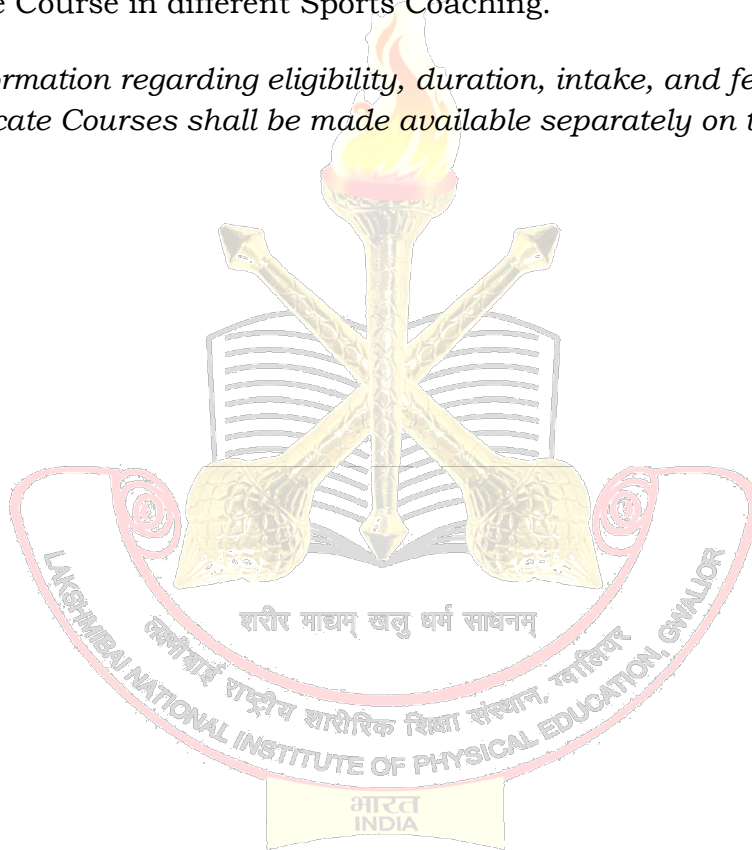 e Course in different Sports Coaching.
ormation regarding eligibility, duration, intake, and fe
cate Courses shall be made available separately on t
शरीर माद्यम् खलु धर्म साधनम्
लक्ष्मीबाई राष्ट्रीय शारीरिक शिक्षा संस्थान, ग्वालियर
LAKSHMIBAI NATIONAL INSTITUTE OF PHYSICAL EDUCATION, GWALIOR
भारत
INDIA